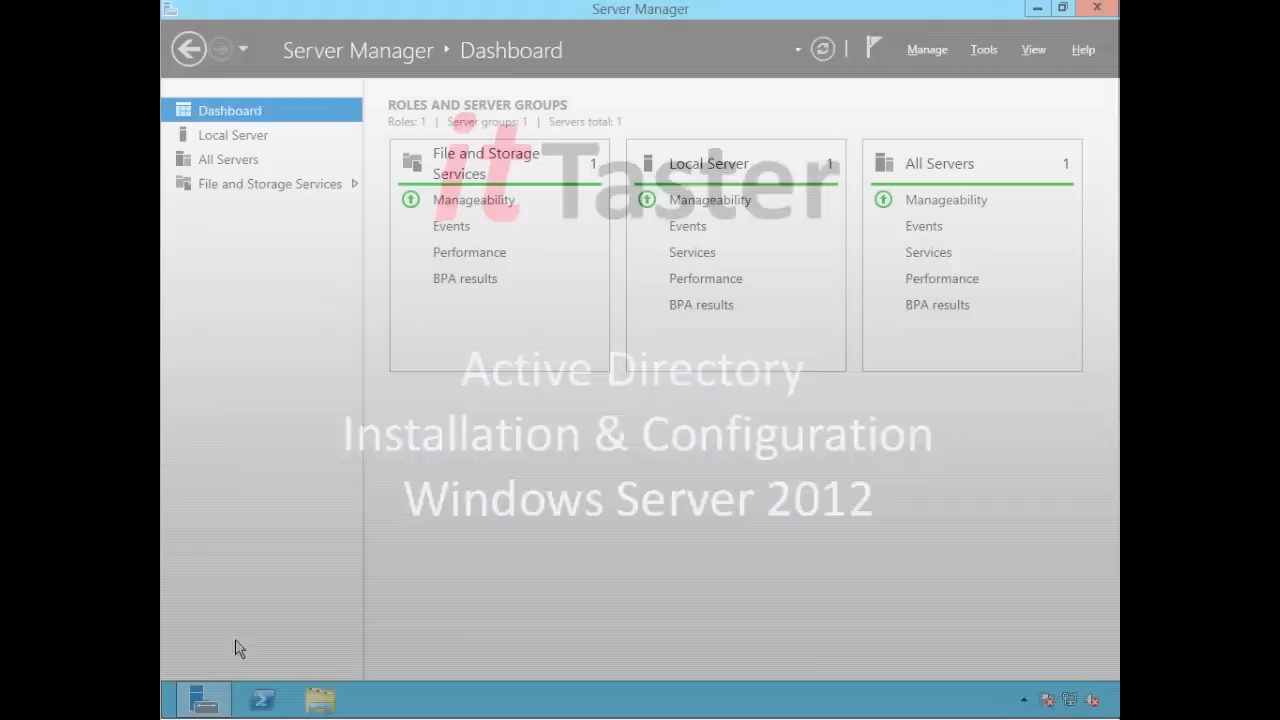 Server Manager
Server Manager Dashboard
Manage Tools View Help
Dashboard
Local Server
All Servers
File and Storage Services
ROLES AND SERVER GROUPS
Roles: 1 | Server groups: 1 | Servers total: 1
File and Storage Services 1
Manageability
Events
Performance
BPA results
Local Server 1
Manageability
Events
Services
Performance
BPA results
All Servers 1
Manageability
Events
Services
Performance
BPA results
itTaster
Active Directory
Installation & Configuration
Windows Server 2012